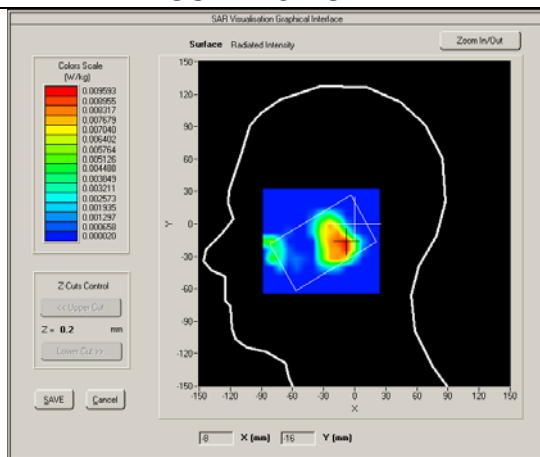 SAR Visualisation Graphical Interface
Surface Radiated Intensity
Zoom In/Out
Colors Scale
(W/kg)
0.009593
0.008955
0.008317
0.007679
0.007040
0.006402
0.005764
0.005126
0.004488
0.003849
0.003211
0.002573
0.001935
0.001297
0.000658
0.000020
Z-Cuts Control
<< Upper Cut
Z = 0.2 mm
Lower Cut >>
SAVE Cancel
150-
120-
90-
60-
30-
0-
-30-
-60-
-90-
-120-
-150-
Y
-150 -120 -90 -60 -30 0 30 60 90 120 150
X
-8 X (mm) -16 Y (mm)